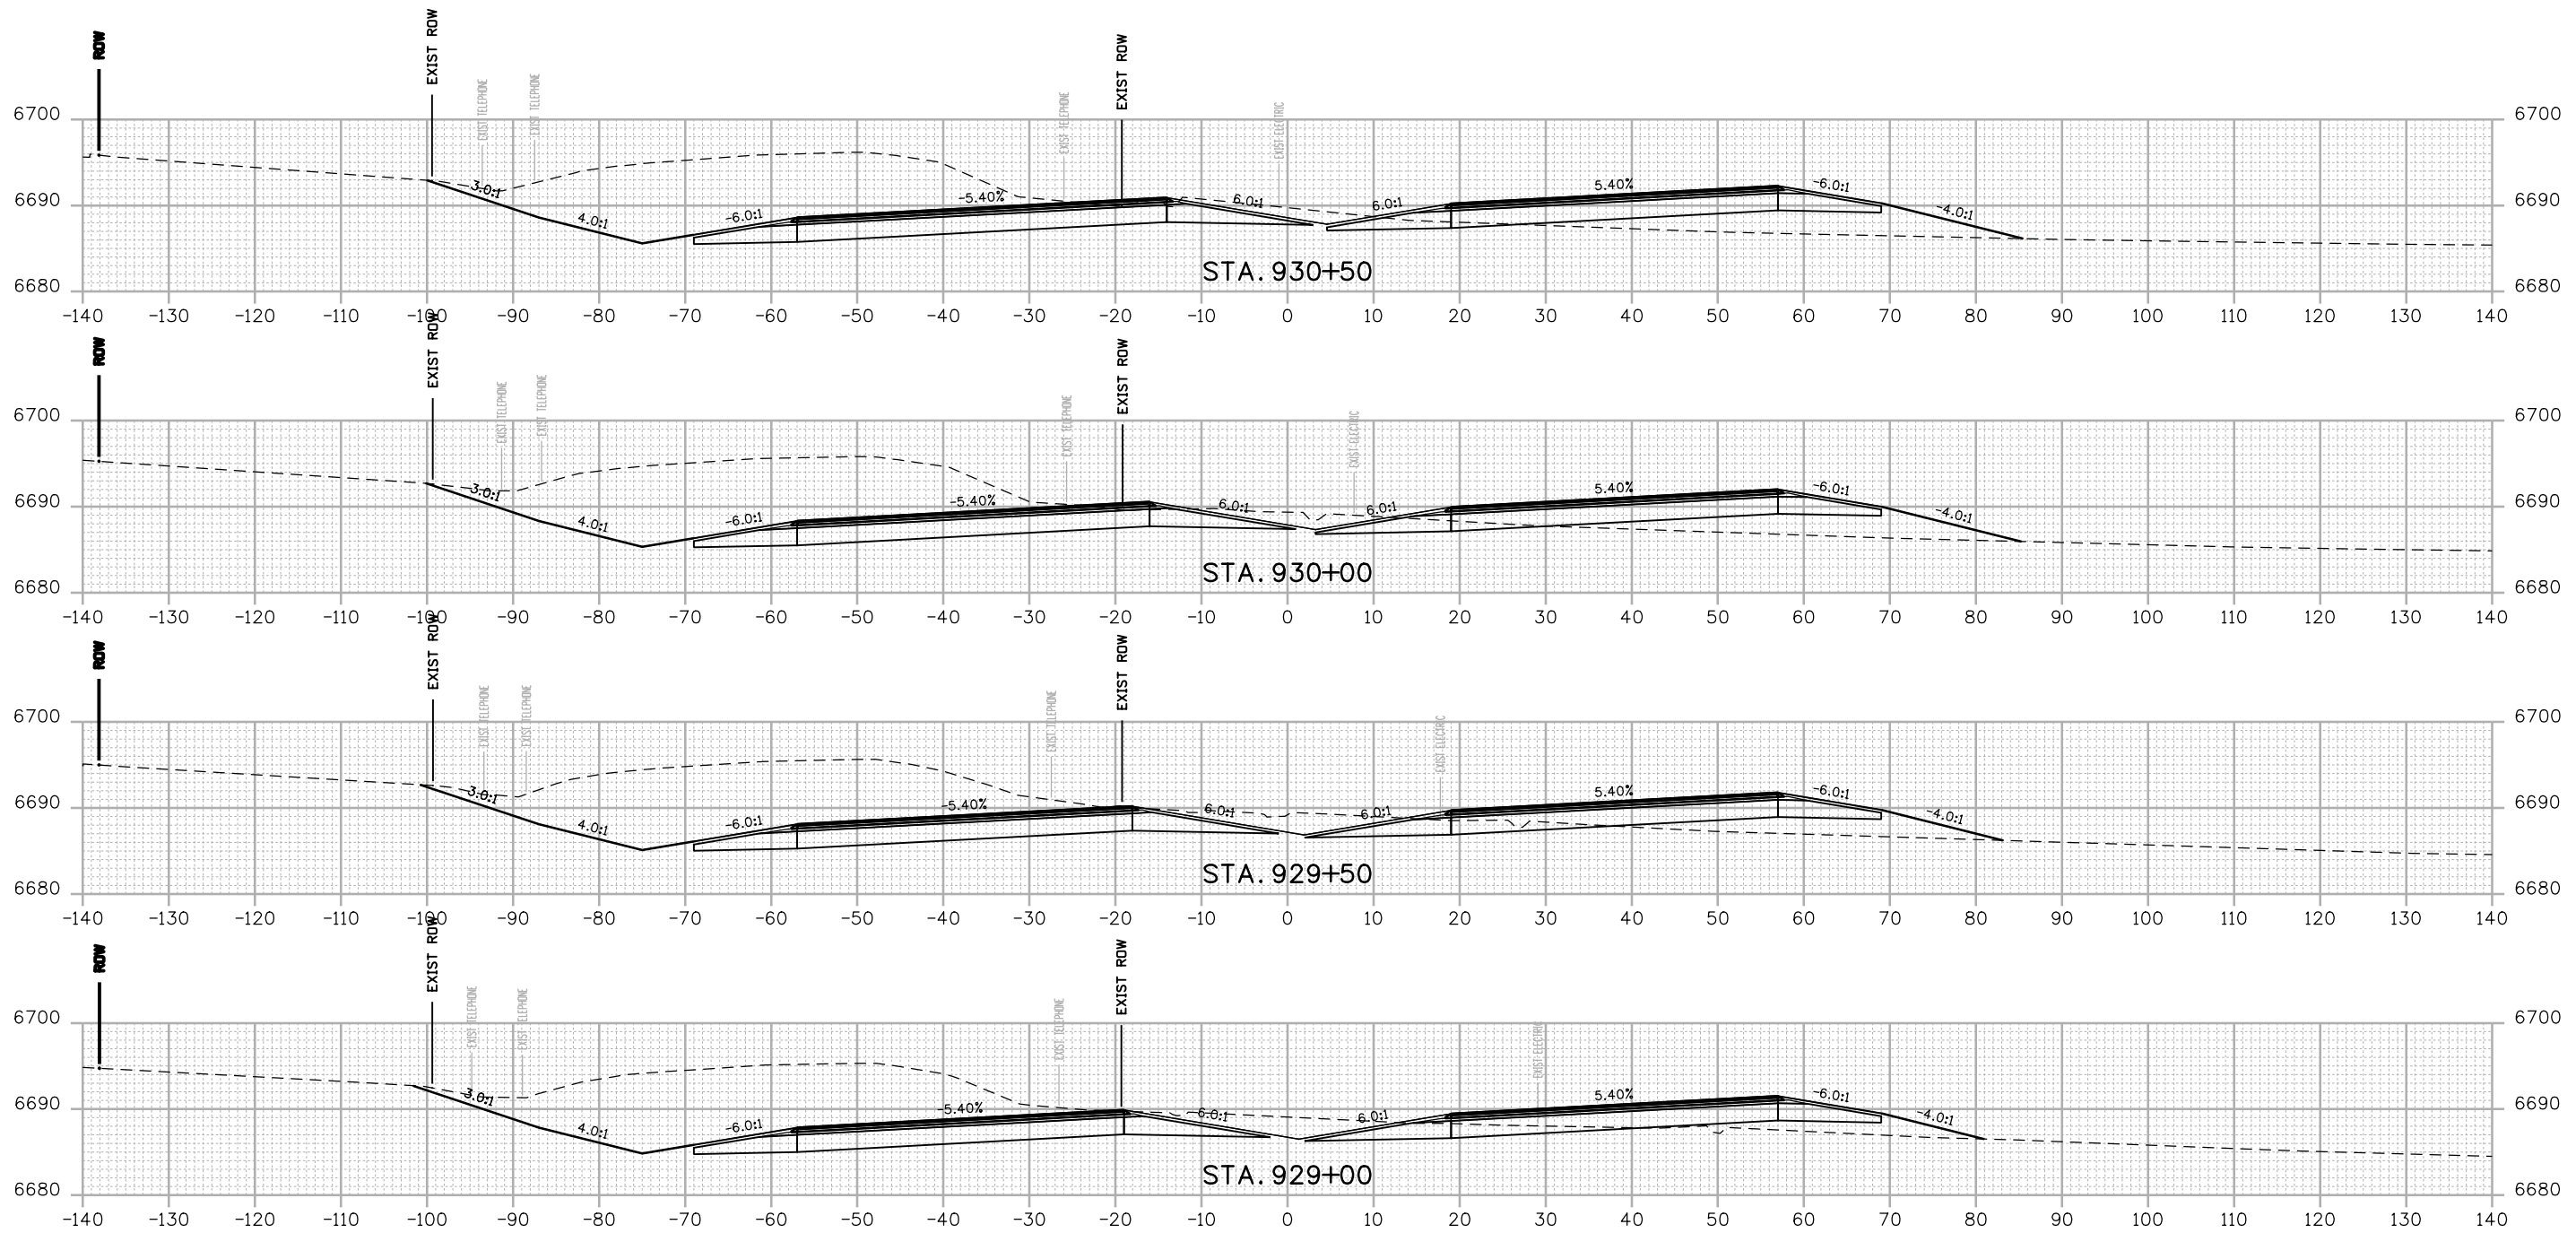 ROW
EXIST ROW
EXIST TELEPHONE
EXIST TELEPHONE
EXIST TELEPHONE
EXIST ROW
EXIST ELECTRIC
6700 6700
3.0:1 -5.40% 6.0:1 6.0:1 5.40% -6.0:1
6690 6690
4.0:1 -6.0:1 -4.0:1
STA.930+50
6680 6680
-140 -130 -120 -110 -100 -90 -80 -70 -60 -50 -40 -30 -20 -10 0 10 20 30 40 50 60 70 80 90 100 110 120 130 140
ROW
EXIST ROW
EXIST TELEPHONE
EXIST TELEPHONE
EXIST TELEPHONE
EXIST ROW
EXIST ELECTRIC
6700 6700
3.0:1 -5.40% 6.0:1 6.0:1 5.40% -6.0:1
6690 6690
4.0:1 -6.0:1 -4.0:1
STA.930+00
6680 6680
-140 -130 -120 -110 -100 -90 -80 -70 -60 -50 -40 -30 -20 -10 0 10 20 30 40 50 60 70 80 90 100 110 120 130 140
ROW
EXIST ROW
EXIST TELEPHONE
EXIST TELEPHONE
EXIST TELEPHONE
EXIST ROW
EXIST ELECTRIC
6700 6700
3.0:1 -5.40% 6.0:1 6.0:1 5.40% -6.0:1
6690 6690
4.0:1 -6.0:1 -4.0:1
STA.929+50
6680 6680
-140 -130 -120 -110 -100 -90 -80 -70 -60 -50 -40 -30 -20 -10 0 10 20 30 40 50 60 70 80 90 100 110 120 130 140
ROW
EXIST ROW
EXIST TELEPHONE
EXIST TELEPHONE
EXIST TELEPHONE
EXIST ROW
EXIST ELECTRIC
6700 6700
3.0:1 -5.40% 6.0:1 6.0:1 5.40% -6.0:1
6690 6690
4.0:1 -6.0:1 -4.0:1
STA.929+00
6680 6680
-140 -130 -120 -110 -100 -90 -80 -70 -60 -50 -40 -30 -20 -10 0 10 20 30 40 50 60 70 80 90 100 110 120 130 140